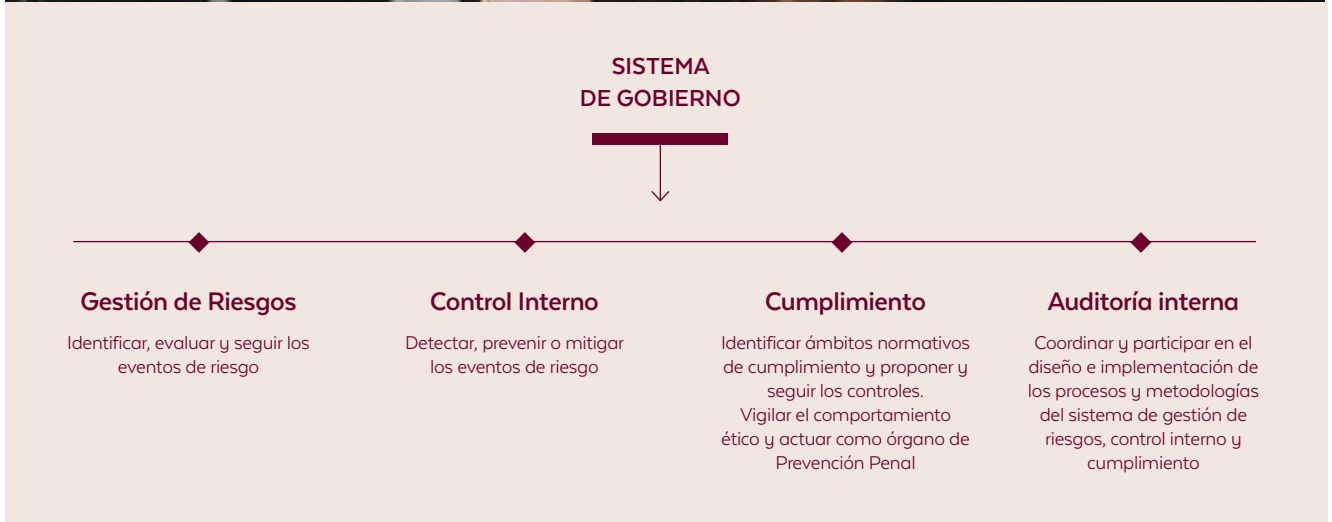 SISTEMA
DE GOBIERNO
Gestión de Riesgos
Identificar, evaluar y seguir los
eventos de riesgo
Control Interno
Detectar, prevenir o mitigar
los eventos de riesgo
Cumplimiento
Identificar ámbitos normativos
de cumplimiento y proponer y
seguir los controles.
Vigilar el comportamiento
ético y actuar como órgano de
Prevención Penal
Auditoría interna
Coordinar y participar en el
diseño e implementación de
los procesos y metodologías
del sistema de gestión de
riesgos, control interno y
cumplimiento